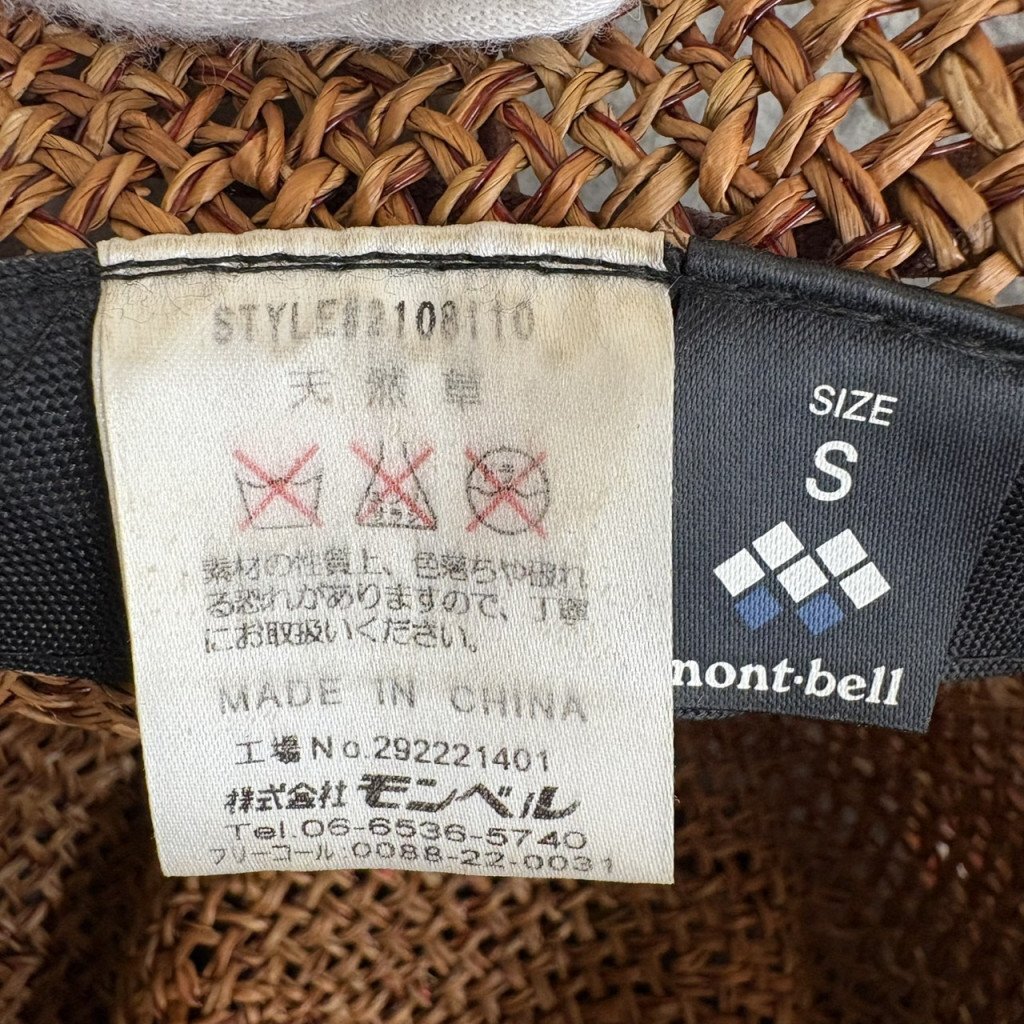 STYLE#2108110
天然草
素材の性質上、色落ちや破れ
る恐れがありますので、丁寧
にお取扱いください。
MADE IN CHINA
工場No.292221401
株式会社モンベル
Tel.06-6536-5740
フリーコール:0088-22-0031
SIZE
S
mont·bell